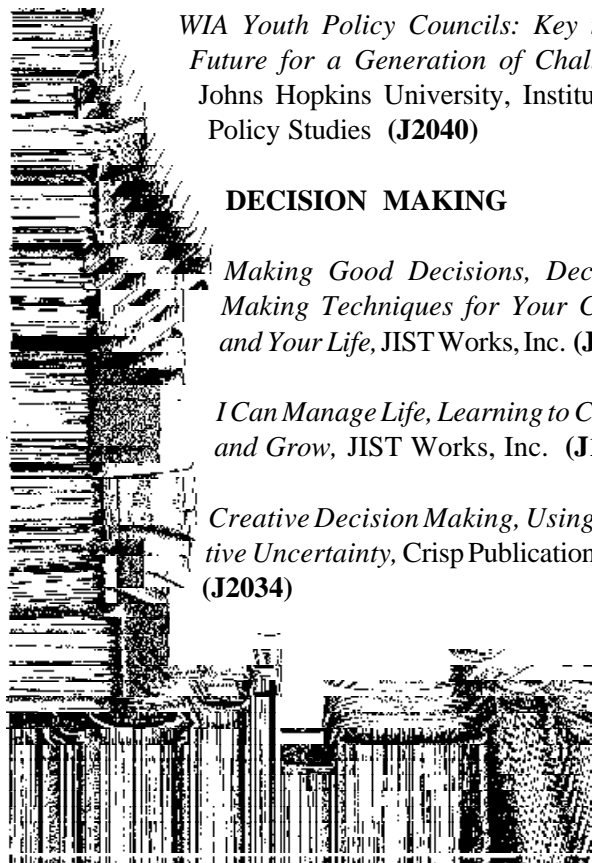 WIA Youth Policy Councils: Key
Future for a Generation of Chal
Johns Hopkins University, Institu
Policy Studies (J2040)
DECISION MAKING
Making Good Decisions, Dec
Making Techniques for Your C
and Your Life, JIST Works, Inc. (J
I Can Manage Life, Learning to C
and Grow, JIST Works, Inc. (J
Creative Decision Making, Using
tive Uncertainty, Crisp Publication
(J2034)